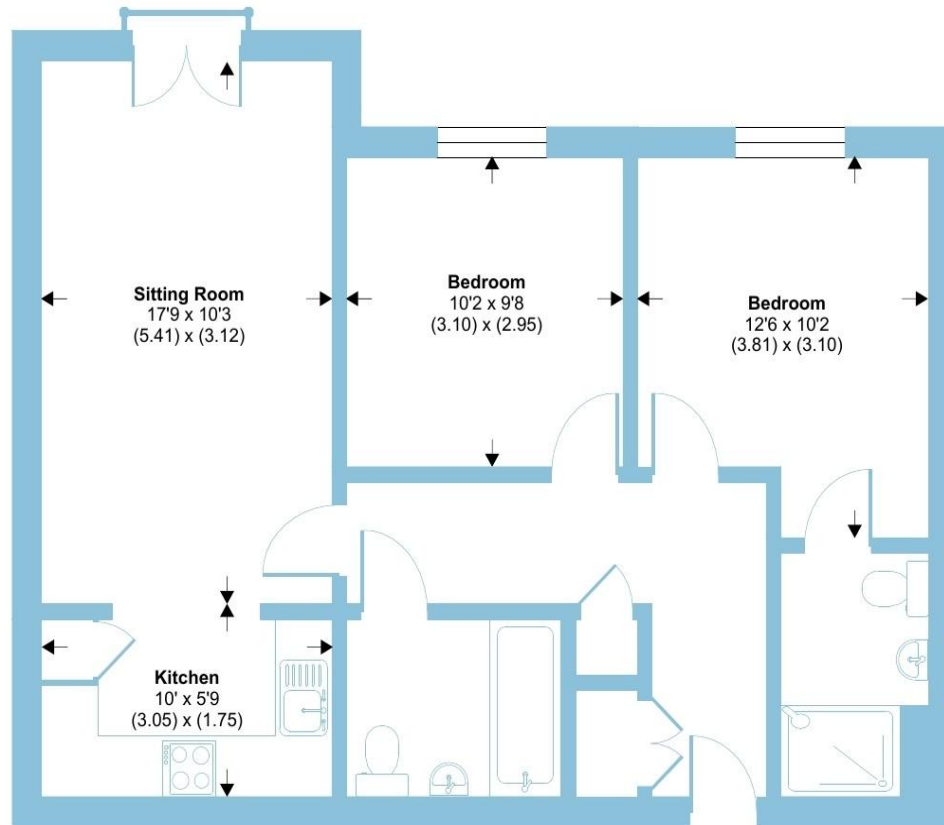 Sitting Room
17'9 x 10'3
(5.41) x (3.12)
Bedroom
10'2 x 9'8
(3.10) x (2.95)
Bedroom
12'6 x 10'2
(3.81) x (3.10)
Kitchen
10' x 5'9
(3.05) x (1.75)